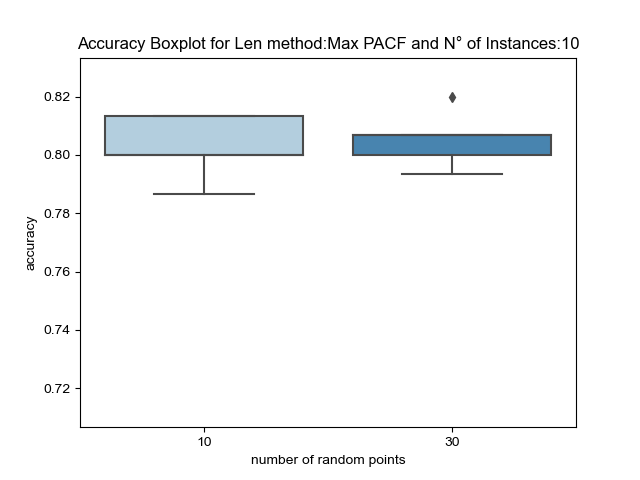 Accuracy Boxplot for Len method:Max PACF and N° of Instances:10
0.82
0.80
0.78
0.76
0.74
0.72
accuracy
10 30
number of random points